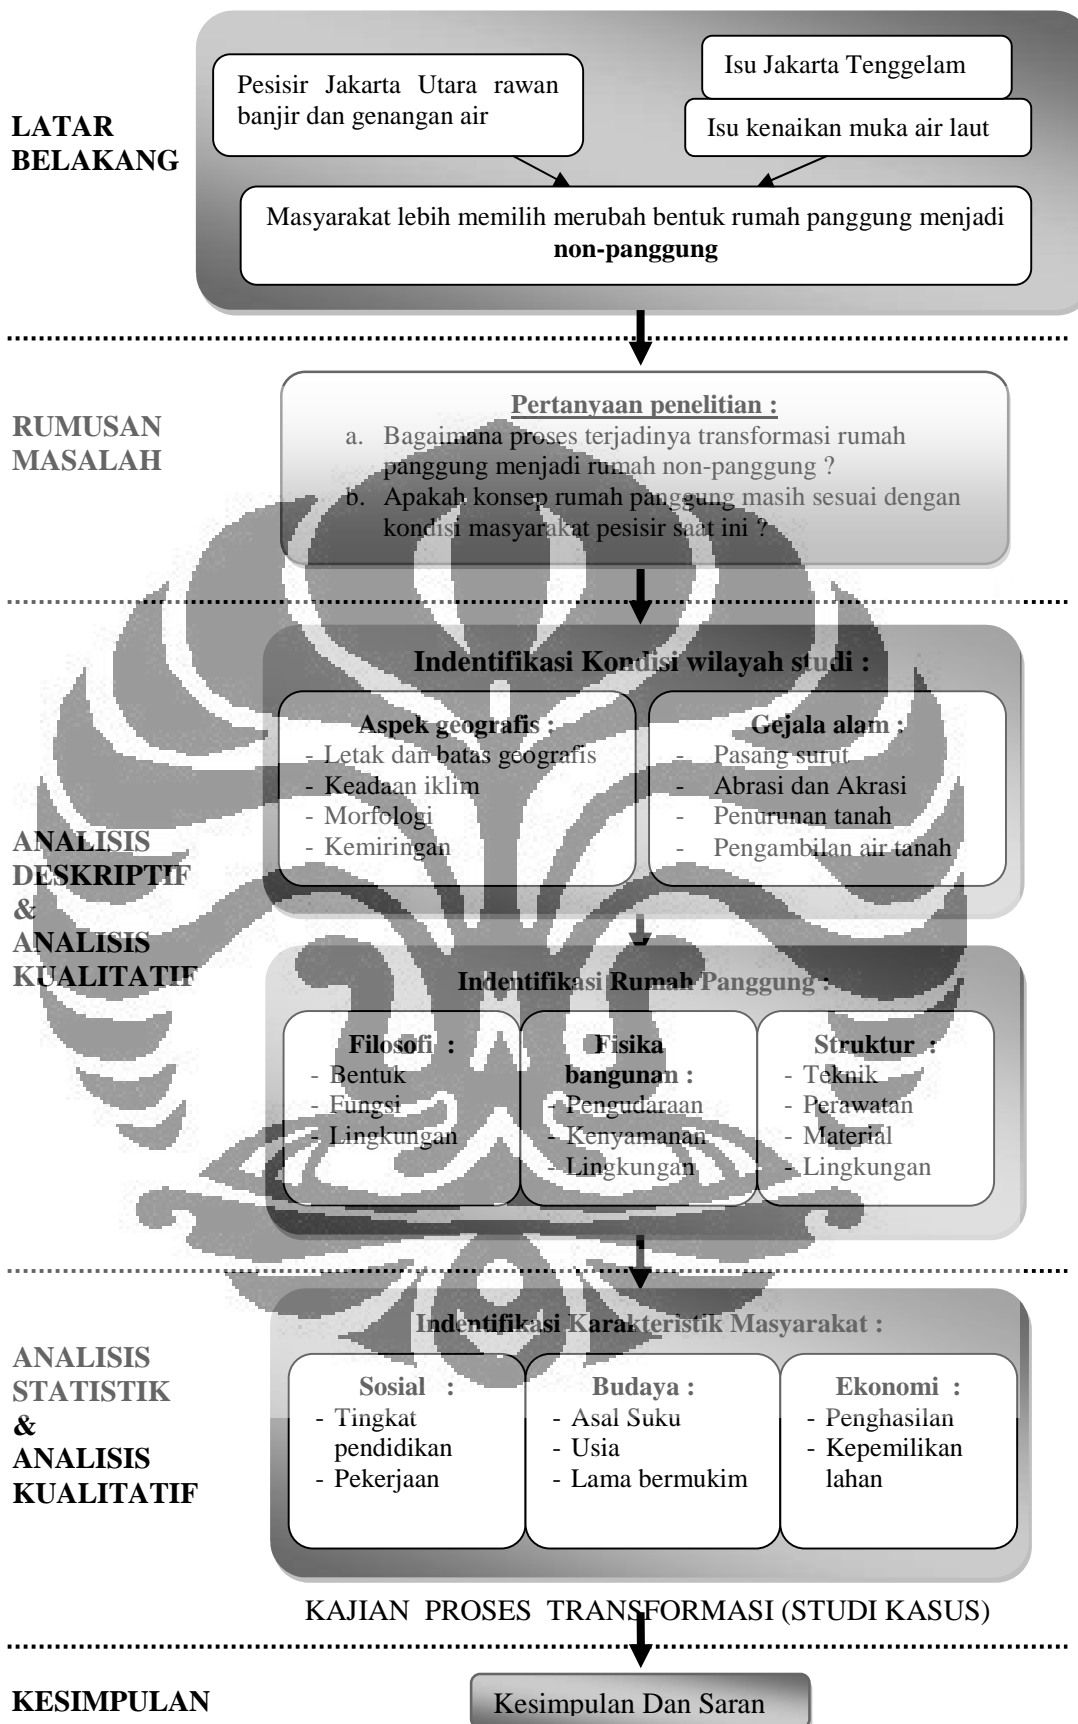 LATAR
BELAKANG
Pesisir Jakarta Utara rawan
banjir dan genangan air
Isu Jakarta Tenggelam
Isu kenaikan muka air laut
Masyarakat lebih memilih merubah bentuk rumah panggung menjadi
non-panggung
RUMUSAN
MASALAH
Pertanyaan penelitian :
a. Bagaimana proses terjadinya transformasi rumah
panggung menjadi rumah non-panggung ?
b. Apakah konsep rumah panggung masih sesuai dengan
kondisi masyarakat pesisir saat ini ?
ANALISIS
DESKRIPTIF
&
ANALISIS
KUALITATIF
Indentifikasi Kondisi wilayah studi :
Aspek geografis :
- Letak dan batas geografis
- Keadaan iklim
- Morfologi
- Kemiringan
Gejala alam :
- Pasang surut
- Abrasi dan Akrasi
- Penurunan tanah
- Pengambilan air tanah
Indentifikasi Rumah Panggung :
Filosofi :
- Bentuk
- Fungsi
- Lingkungan
Fisika
bangunan :
- Pengudaraan
- Kenyamanan
- Lingkungan
Struktur :
- Teknik
- Perawatan
- Material
- Lingkungan
ANALISIS
STATISTIK
&
ANALISIS
KUALITATIF
Indentifikasi Karakteristik Masyarakat :
Sosial :
- Tingkat
pendidikan
- Pekerjaan
Budaya :
- Asal Suku
- Usia
- Lama bermukim
Ekonomi :
- Penghasilan
- Kepemilikan
lahan
KAJIAN PROSES TRANSFORMASI (STUDI KASUS)
KESIMPULAN
Kesimpulan Dan Saran